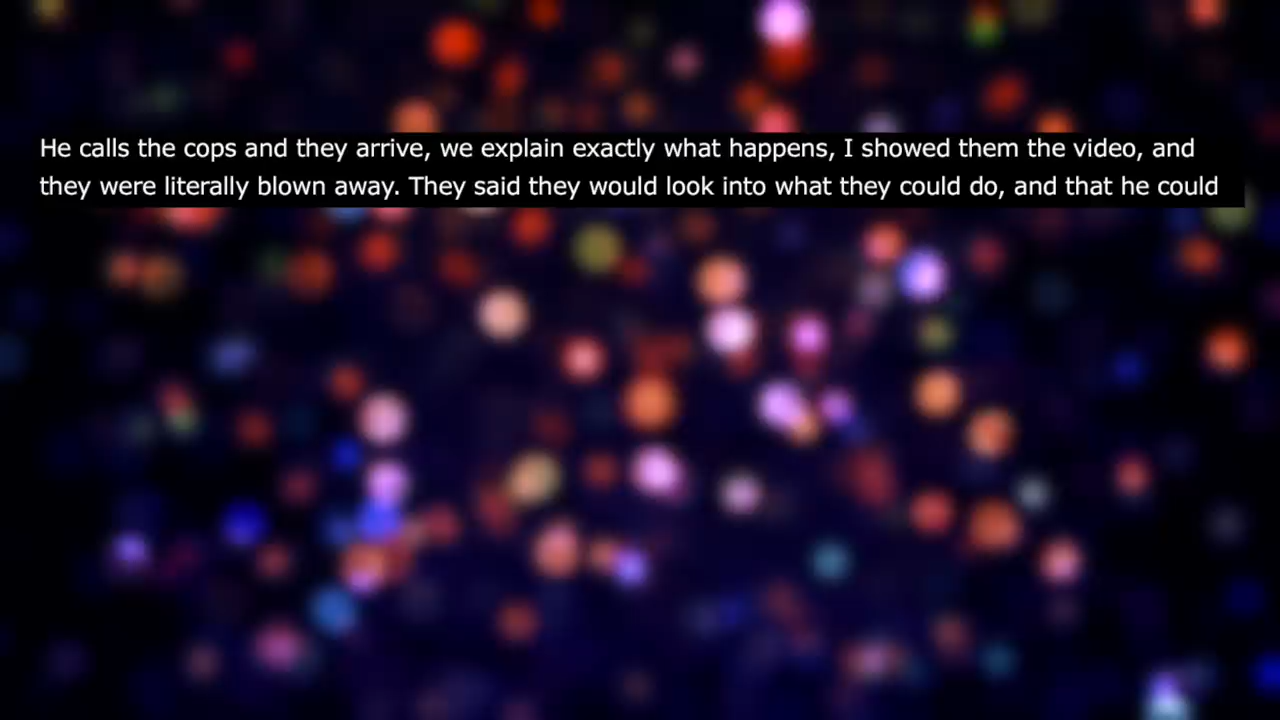 He calls the cops and they arrive, we explain exactly what happens, I showed them the video, and
they were literally blown away. They said they would look into what they could do, and that he could